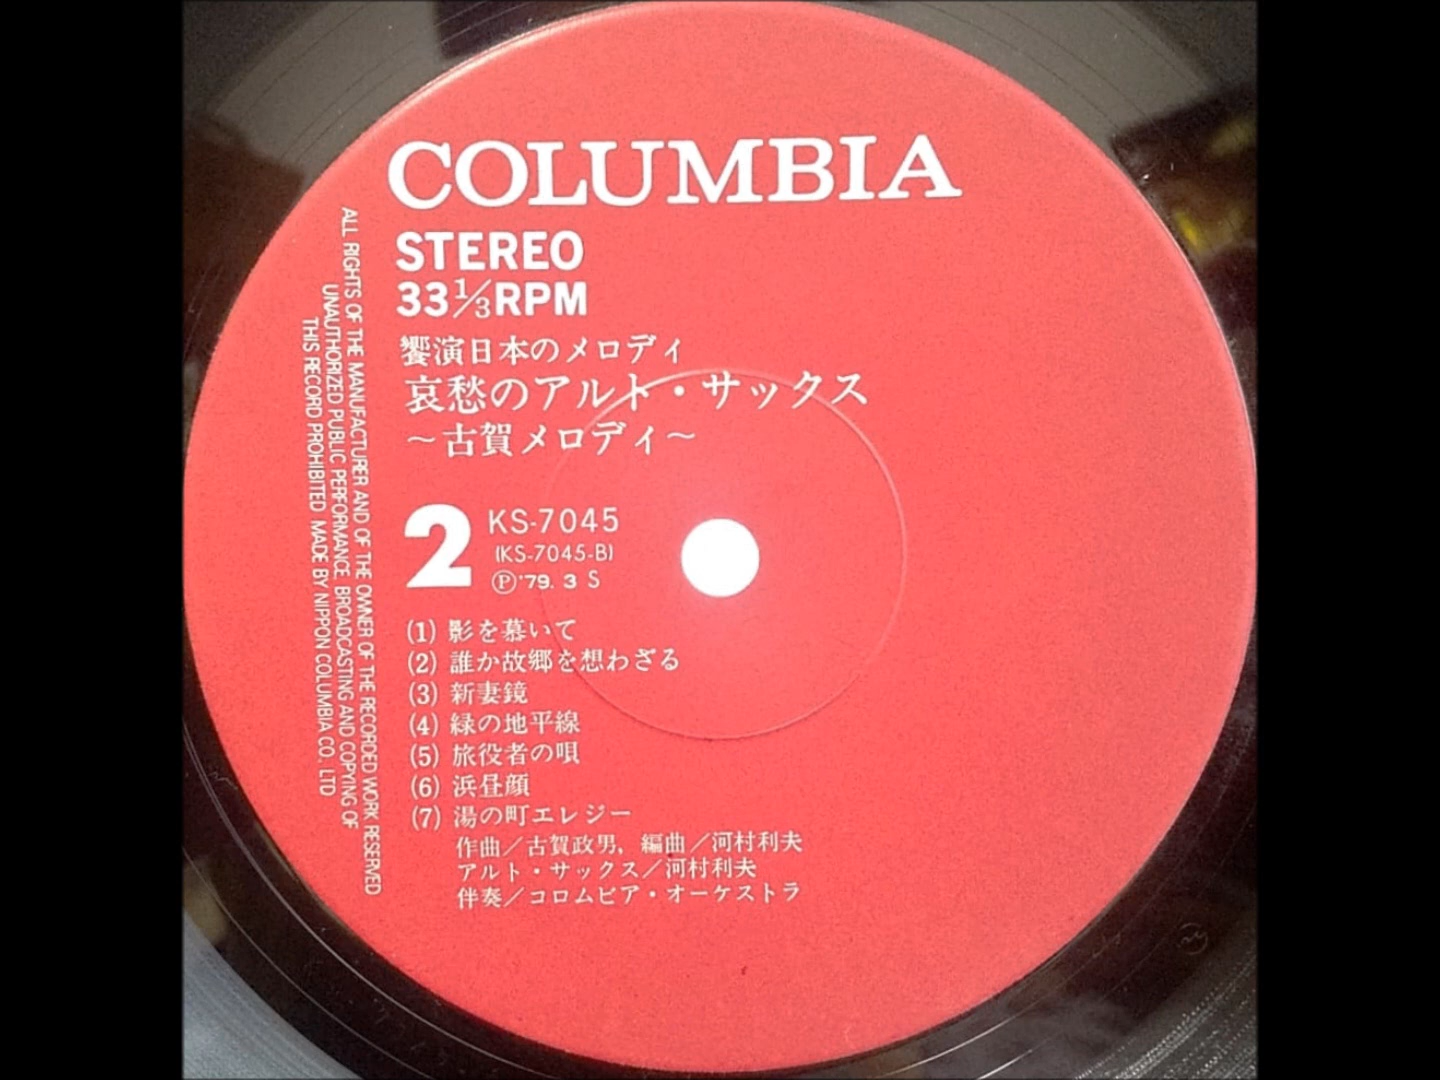 COLUMBIA
STEREO
33 1/3 RPM
饗演日本のメロディ
哀愁のアルト・サックス
～古賀メロディ～
2 KS-7045
(KS-7045-B)
Ⓟ'79. 3 S
(1) 影を慕いて
(2) 誰か故郷を想わざる
(3) 新妻鏡
(4) 緑の地平線
(5) 旅役者の唄
(6) 浜昼顔
(7) 湯の町エレジー
作曲／古賀政男, 編曲／河村利夫
アルト・サックス／河村利夫
伴奏／コロムビア・オーケストラ
ALL RIGHTS OF THE MANUFACTURER AND OF THE OWNER OF THE RECORDED WORK RESERVED
UNAUTHORIZED PUBLIC PERFORMANCE. BROADCASTING AND COPYING OF
THIS RECORD PROHIBITED MADE BY NIPPON COLUMBIA CO. LTD